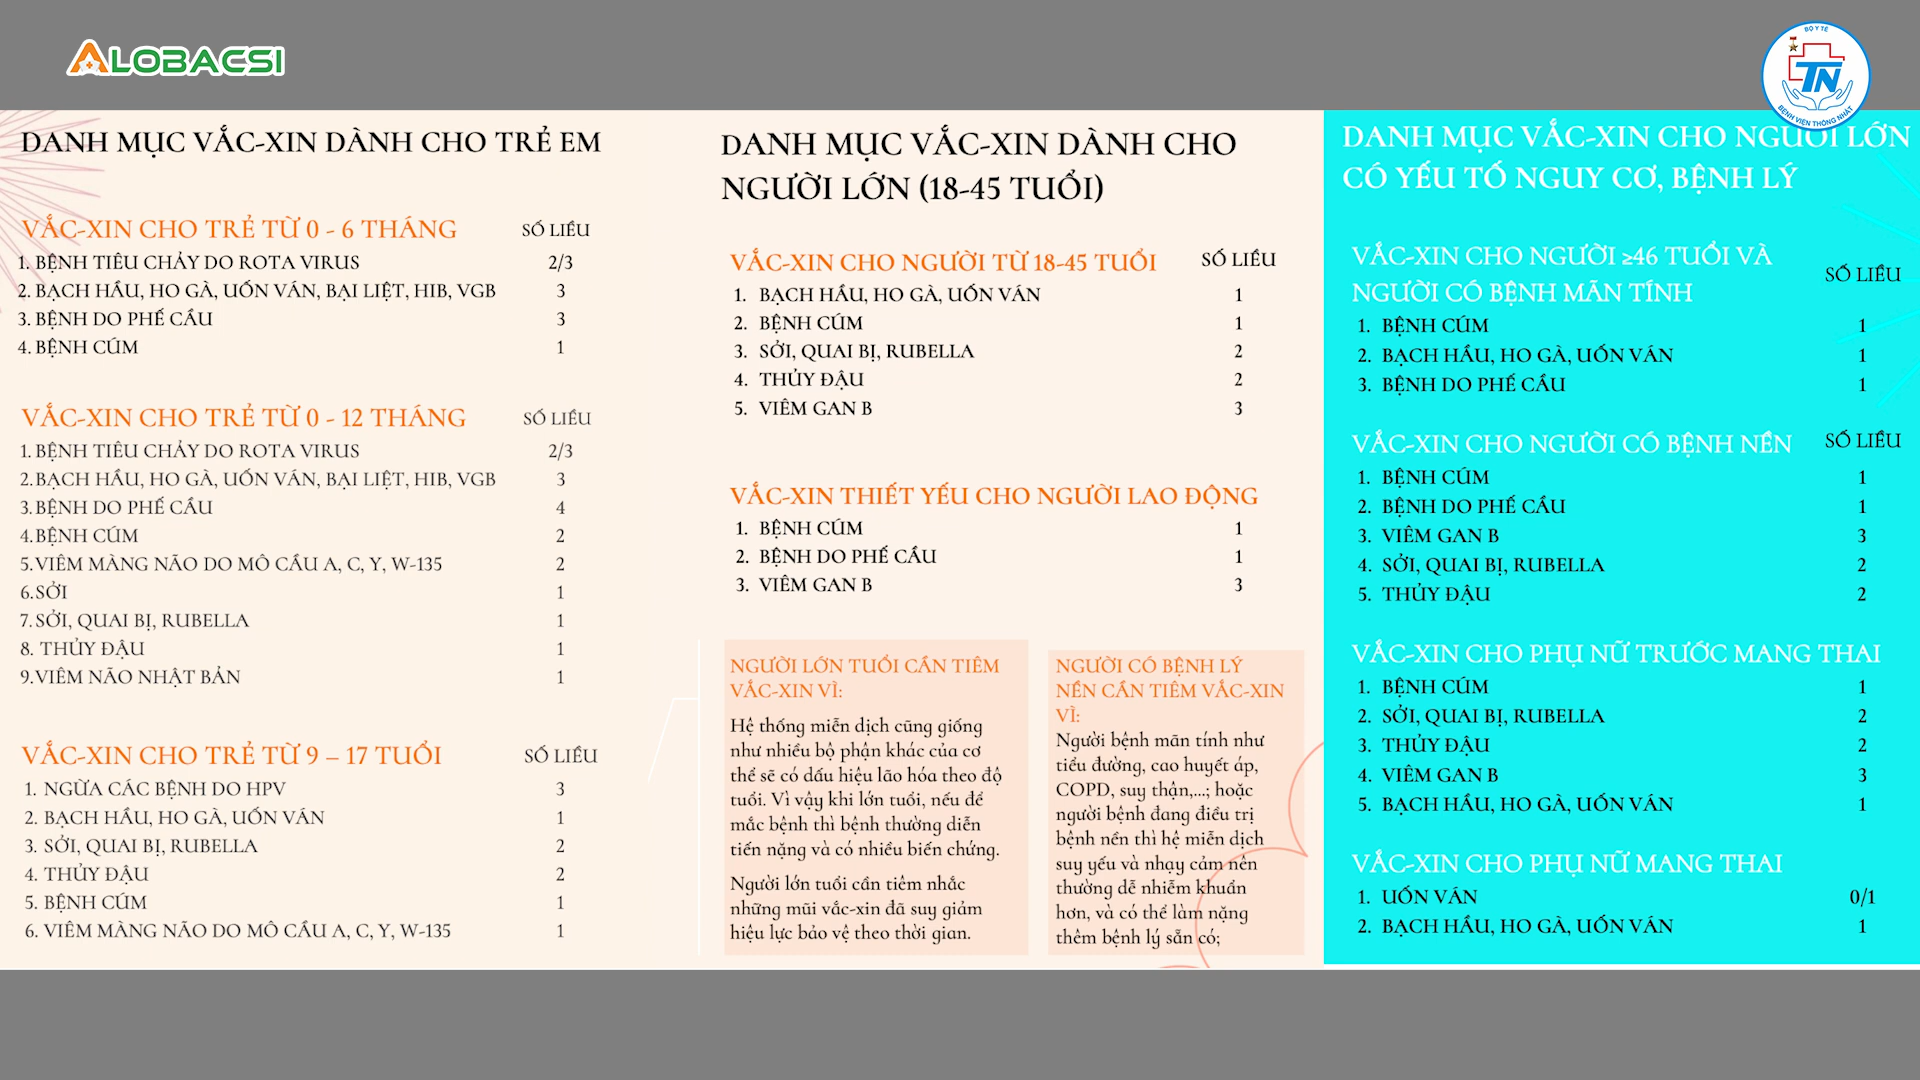 ALOBACSI
BỘ Y TẾ
TN
BỆNH VIỆN THỐNG NHẤT
DANH MỤC VẮC-XIN DÀNH CHO TRẺ EM
VẮC-XIN CHO TRẺ TỪ 0 - 6 THÁNG SỐ LIỀU
1. BỆNH TIÊU CHẢY DO ROTA VIRUS 2/3
2. BẠCH HẦU, HO GÀ, UỐN VÁN, BẠI LIỆT, HIB, VGB 3
3. BỆNH DO PHẾ CẦU 3
4. BỆNH CÚM 1
VẮC-XIN CHO TRẺ TỪ 0 - 12 THÁNG SỐ LIỀU
1. BỆNH TIÊU CHẢY DO ROTA VIRUS 2/3
2.BẠCH HẦU, HO GÀ, UỐN VÁN, BẠI LIỆT, HIB, VGB 3
3.BỆNH DO PHẾ CẦU 4
4.BỆNH CÚM 2
5.VIÊM MÀNG NÃO DO MÔ CẦU A, C, Y, W-135 2
6.SỞI 1
7.SỞI, QUAI BỊ, RUBELLA 1
8. THỦY ĐẬU 1
9.VIÊM NÃO NHẬT BẢN 1
VẮC-XIN CHO TRẺ TỪ 9 – 17 TUỔI SỐ LIỀU
1. NGỪA CÁC BỆNH DO HPV 3
2. BẠCH HẦU, HO GÀ, UỐN VÁN 1
3. SỞI, QUAI BỊ, RUBELLA 2
4. THỦY ĐẬU 2
5. BỆNH CÚM 1
6. VIÊM MÀNG NÃO DO MÔ CẦU A, C, Y, W-135 1
DANH MỤC VẮC-XIN DÀNH CHO
NGƯỜI LỚN (18-45 TUỔI)
VẮC-XIN CHO NGƯỜI TỪ 18-45 TUỔI SỐ LIỀU
1. BẠCH HẦU, HO GÀ, UỐN VÁN 1
2. BỆNH CÚM 1
3. SỞI, QUAI BỊ, RUBELLA 2
4. THỦY ĐẬU 2
5. VIÊM GAN B 3
VẮC-XIN THIẾT YẾU CHO NGƯỜI LAO ĐỘNG
1. BỆNH CÚM 1
2. BỆNH DO PHẾ CẦU 1
3. VIÊM GAN B 3
NGƯỜI LỚN TUỔI CẦN TIÊM
VẮC-XIN VÌ:
Hệ thống miễn dịch cũng giống
như nhiều bộ phận khác của cơ
thể sẽ có dấu hiệu lão hóa theo độ
tuổi. Vì vậy khi lớn tuổi, nếu để
mắc bệnh thì bệnh thường diễn
tiến nặng và có nhiều biến chứng.
Người lớn tuổi cần tiêm nhắc
những mũi vắc-xin đã suy giảm
hiệu lực bảo vệ theo thời gian.
NGƯỜI CÓ BỆNH LÝ
NỀN CẦN TIÊM VẮC-XIN
VÌ:
Người bệnh mãn tính như
tiểu đường, cao huyết áp,
COPD, suy thận,...; hoặc
người bệnh đang điều trị
bệnh nền thì hệ miễn dịch
suy yếu và nhạy cảm nên
thường dễ nhiễm khuẩn
hơn, và có thể làm nặng
thêm bệnh lý sẵn có;
DANH MỤC VẮC-XIN CHO NGƯỜI LỚN
CÓ YẾU TỐ NGUY CƠ, BỆNH LÝ
VẮC-XIN CHO NGƯỜI ≥46 TUỔI VÀ
NGƯỜI CÓ BỆNH MÃN TÍNH SỐ LIỀU
1. BỆNH CÚM 1
2. BẠCH HẦU, HO GÀ, UỐN VÁN 1
3. BỆNH DO PHẾ CẦU 1
VẮC-XIN CHO NGƯỜI CÓ BỆNH NỀN SỐ LIỀU
1. BỆNH CÚM 1
2. BỆNH DO PHẾ CẦU 1
3. VIÊM GAN B 3
4. SỞI, QUAI BỊ, RUBELLA 2
5. THỦY ĐẬU 2
VẮC-XIN CHO PHỤ NỮ TRƯỚC MANG THAI
1. BỆNH CÚM 1
2. SỞI, QUAI BỊ, RUBELLA 2
3. THỦY ĐẬU 2
4. VIÊM GAN B 3
5. BẠCH HẦU, HO GÀ, UỐN VÁN 1
VẮC-XIN CHO PHỤ NỮ MANG THAI
1. UỐN VÁN 0/1
2. BẠCH HẦU, HO GÀ, UỐN VÁN 1